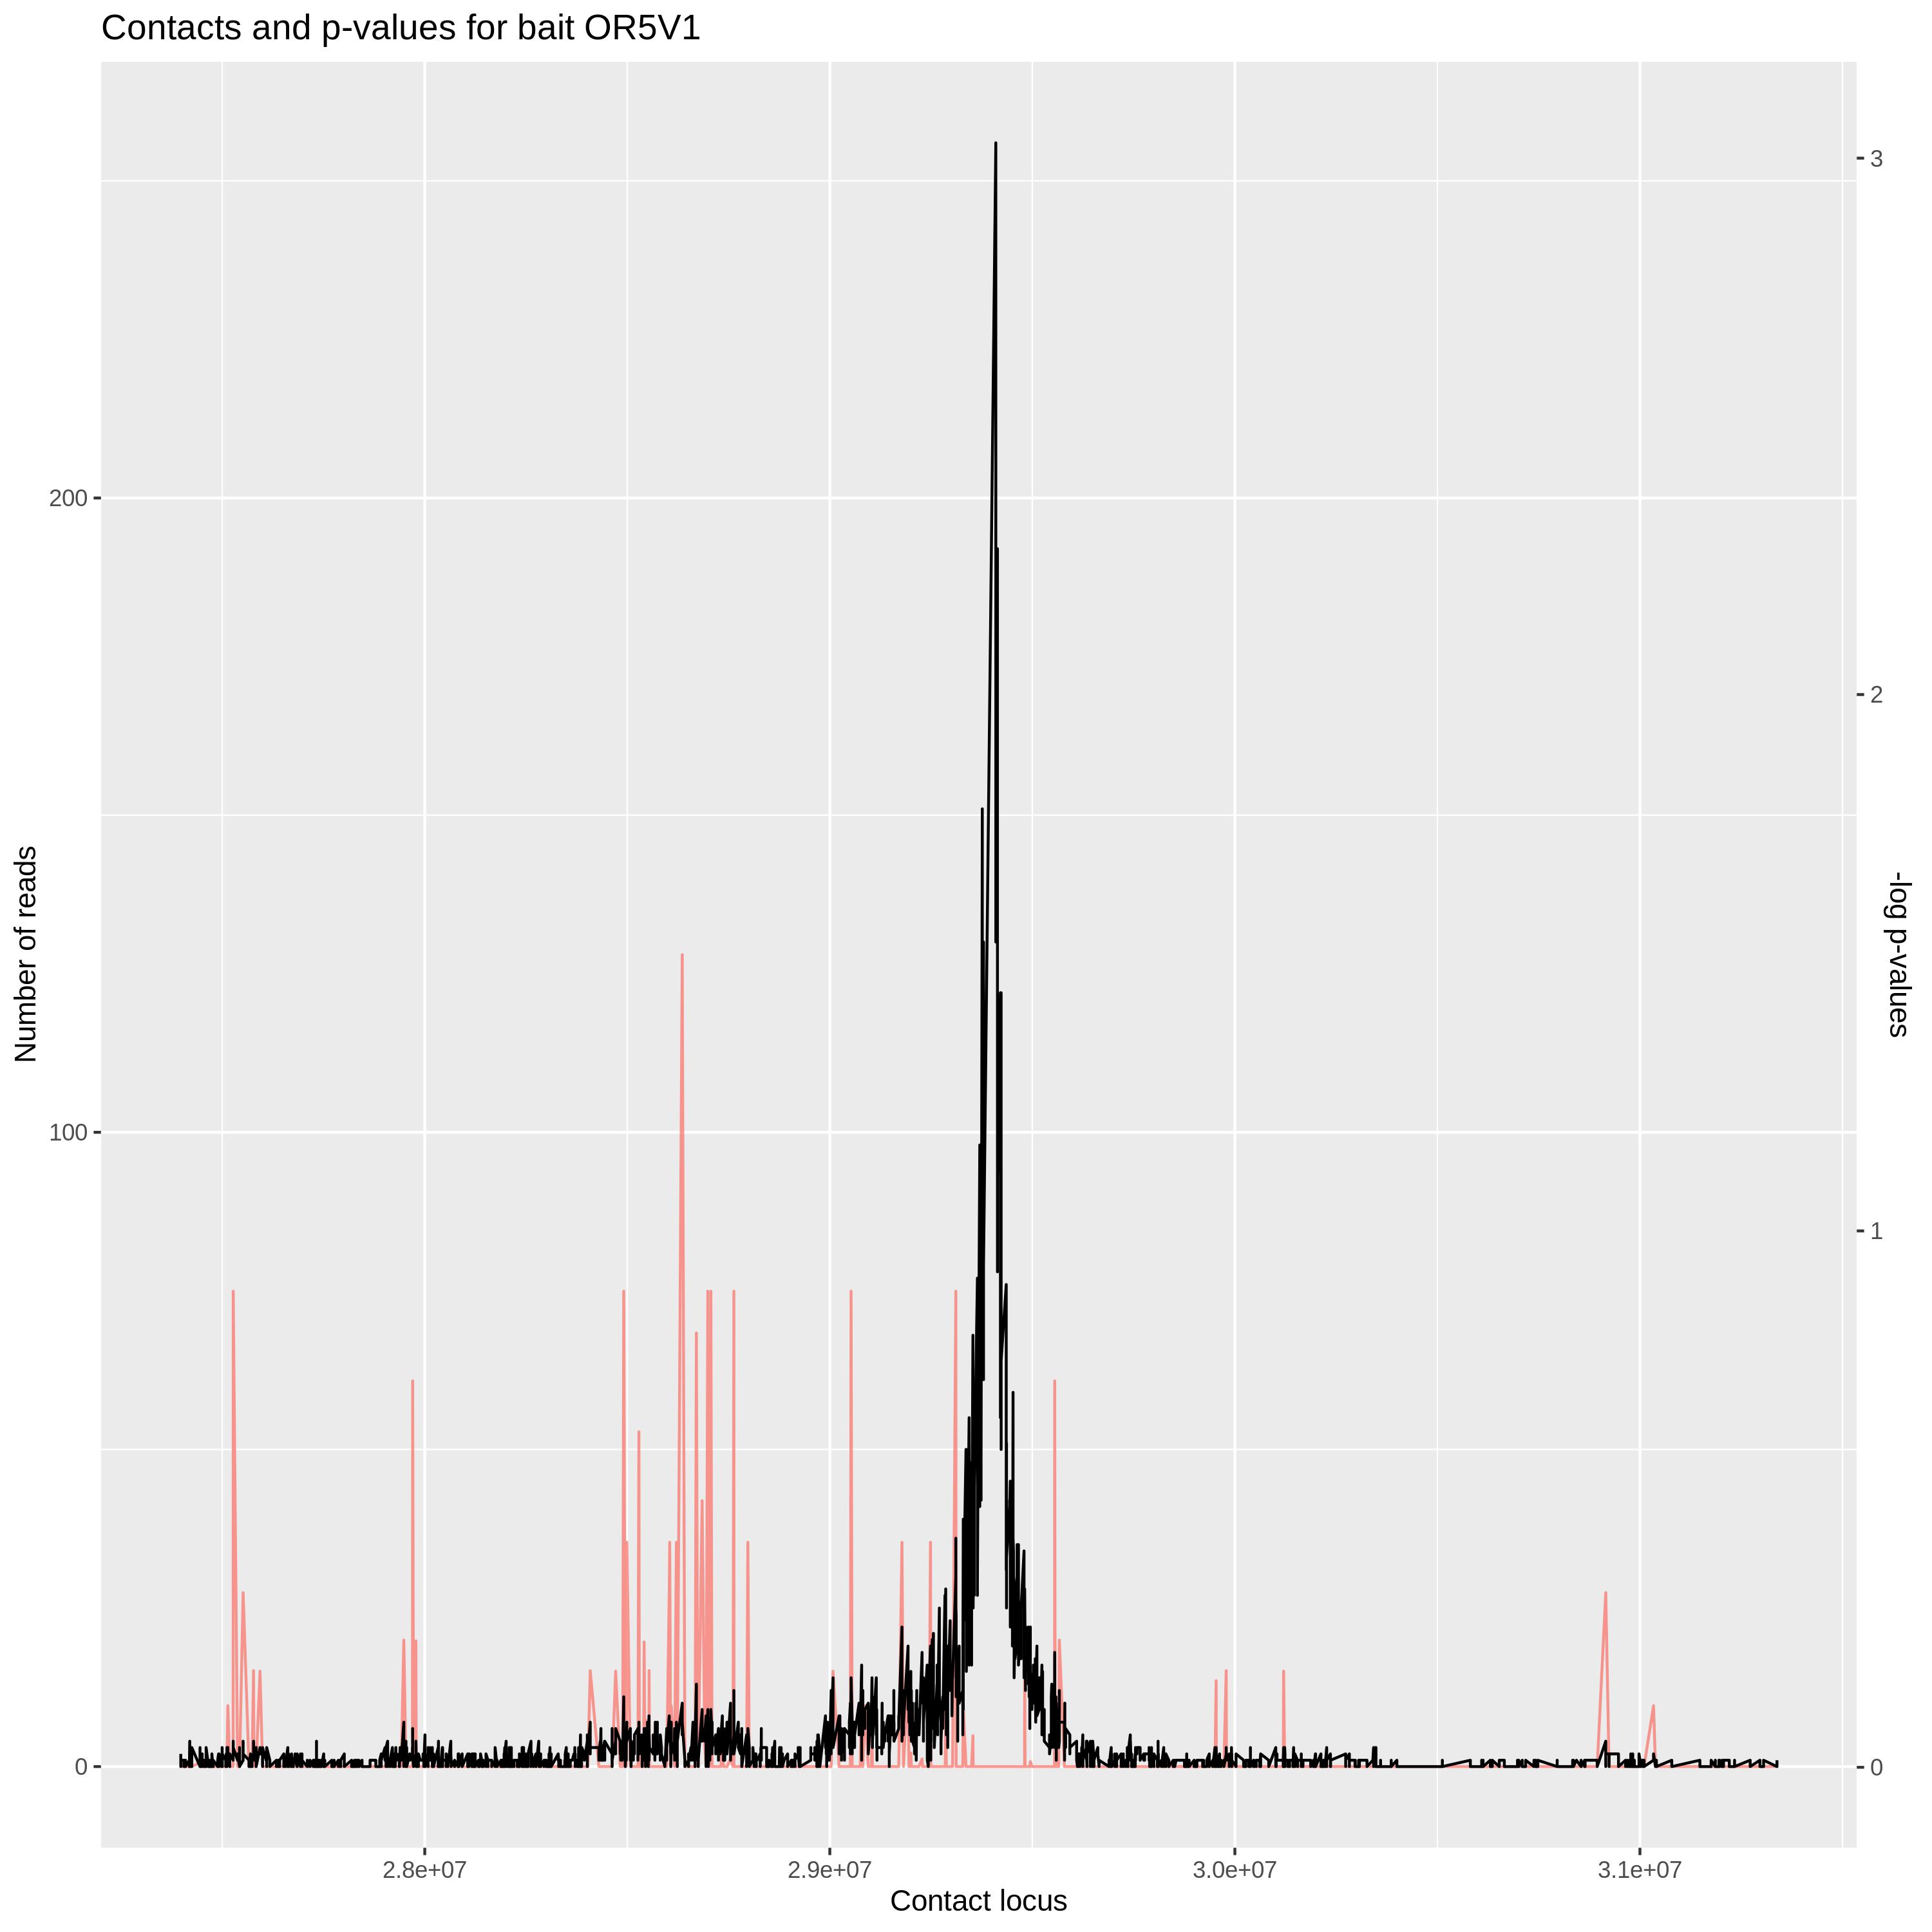 Contacts and p-values for bait OR5V1
Number of reads
200
100
0
3
2
1
0
-log p-values
2.8e+07
2.9e+07
3.0e+07
3.1e+07
Contact locus